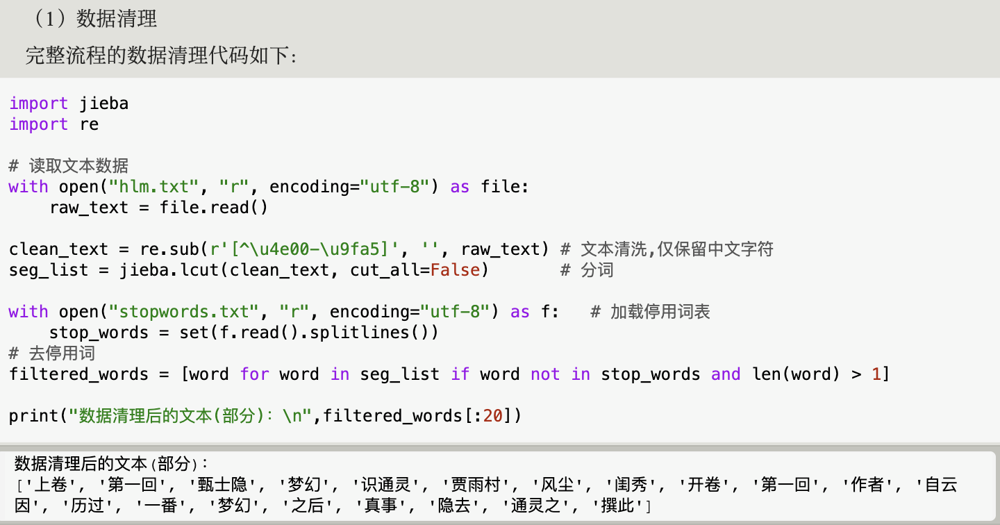 （1）数据清理
完整流程的数据清理代码如下：
import jieba
import re
# 读取文本数据
with open("hlm.txt", "r", encoding="utf-8") as file:
    raw_text = file.read()
clean_text = re.sub(r'[^\u4e00-\u9fa5]', '', raw_text) # 文本清洗,仅保留中文字符
seg_list = jieba.lcut(clean_text, cut_all=False)       # 分词
with open("stopwords.txt", "r", encoding="utf-8") as f:   # 加载停用词表
    stop_words = set(f.read().splitlines())
# 去停用词
filtered_words = [word for word in seg_list if word not in stop_words and len(word) > 1]
print("数据清理后的文本(部分)：\n",filtered_words[:20])
数据清理后的文本(部分)：
['上卷', '第一回', '甄士隐', '梦幻', '识通灵', '贾雨村', '风尘', '闺秀', '开卷', '第一回', '作者', '自云
因', '历过', '一番', '梦幻', '之后', '真事', '隐去', '通灵之', '撰此']